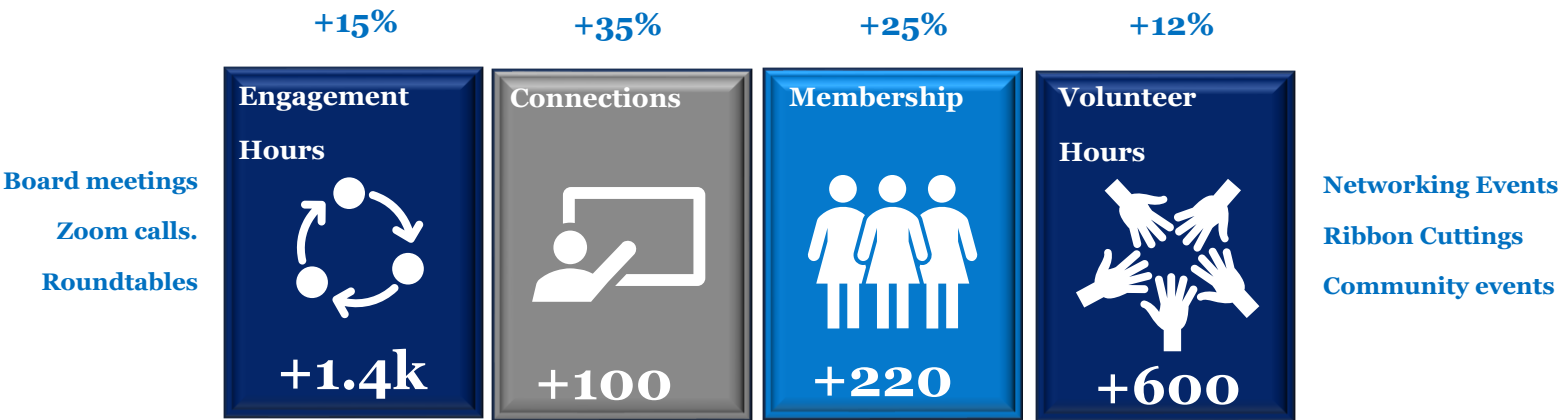 +15%
+35%
+25%
+12%
Board meetings
Zoom calls.
Roundtables
Engagement
Hours
+1.4k
Connections
+100
Membership
+220
Volunteer
Hours
+600
Networking Events
Ribbon Cuttings
Community events